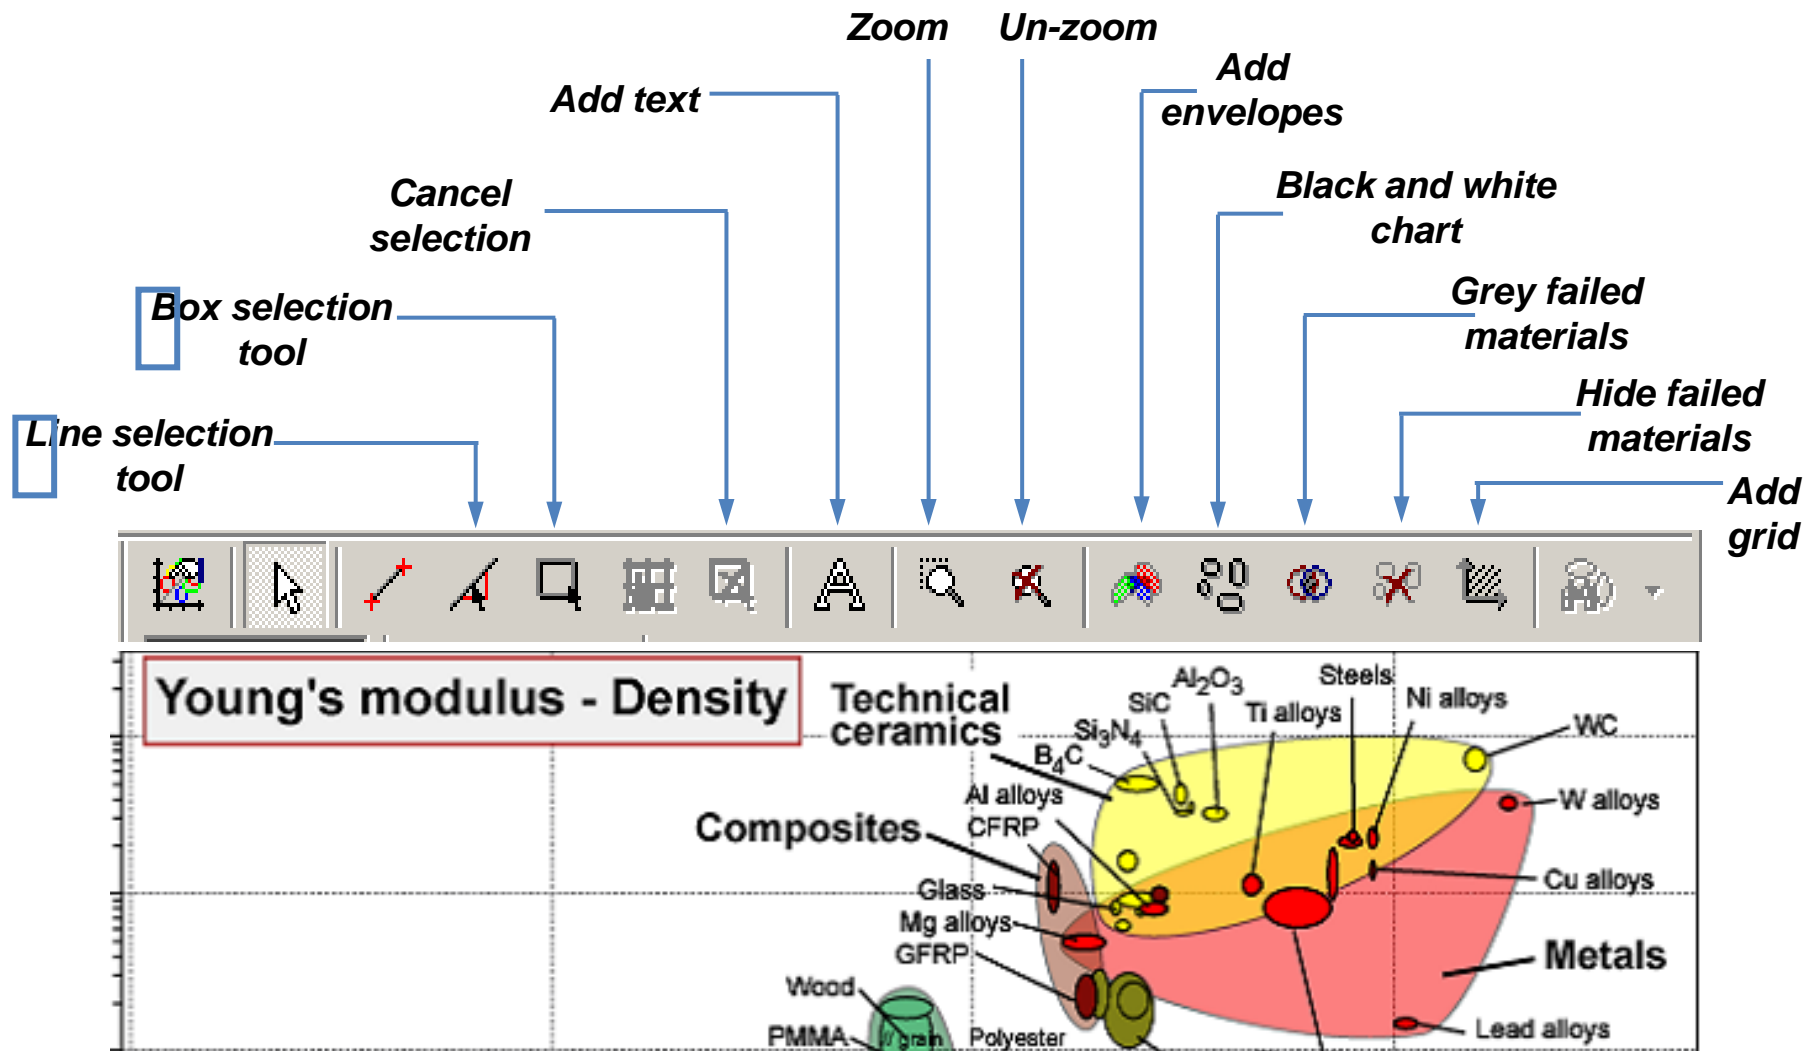 Zoom
Un-zoom
Add text
Add
envelopes
Cancel
selection
Black and white
chart
Box selection
tool
Grey failed
materials
Hide failed
materials
Line selection
tool
Add
grid
A
Young's modulus - Density
Technical
ceramics
Al2O3
SiC
Si3N4
B4C
Steels
Ti alloys
Ni alloys
WC
Al alloys
W alloys
Composites
CFRP
Glass
Cu alloys
Mg alloys
GFRP
Metals
Wood
PMMA
// grain
Polyester
Lead alloys